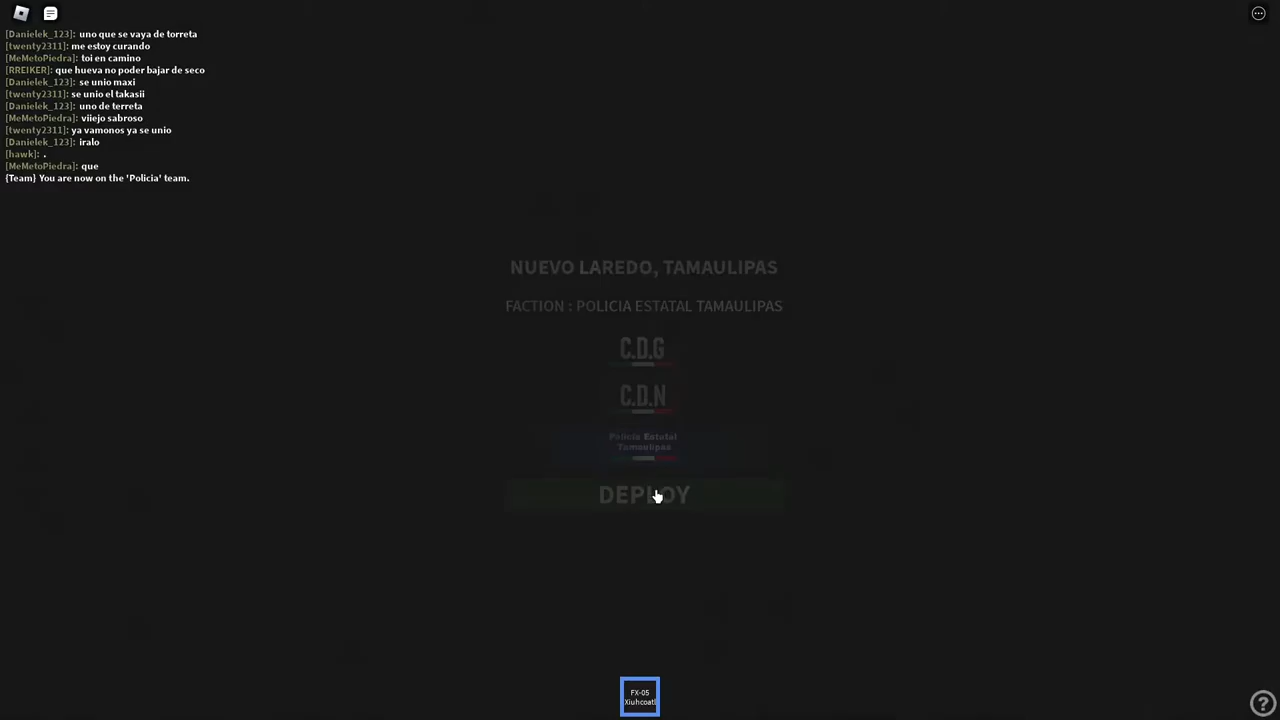 [Danielek_123]: uno que se vaya de torreta
[twenty2311]: me estoy curando
[MeMetoPiedra]: toi en camino
[RREIKER]: que hueva no poder bajar de seco
[Danielek_123]: se unio maxi
[twenty2311]: se unio el takasii
[Danielek_123]: uno de terreta
[MeMetoPiedra]: viiejo sabroso
[twenty2311]: ya vamonos ya se unio
[Danielek_123]: iralo
[hawk]: .
[MeMetoPiedra]: que
{Team} You are now on the 'Policia' team.
NUEVO LAREDO, TAMAULIPAS
FACTION : POLICIA ESTATAL TAMAULIPAS
C.D.G
C.D.N
Policia Estatal
Tamaulipas
DEPLOY
FX-05
Xiuhcoatl
?